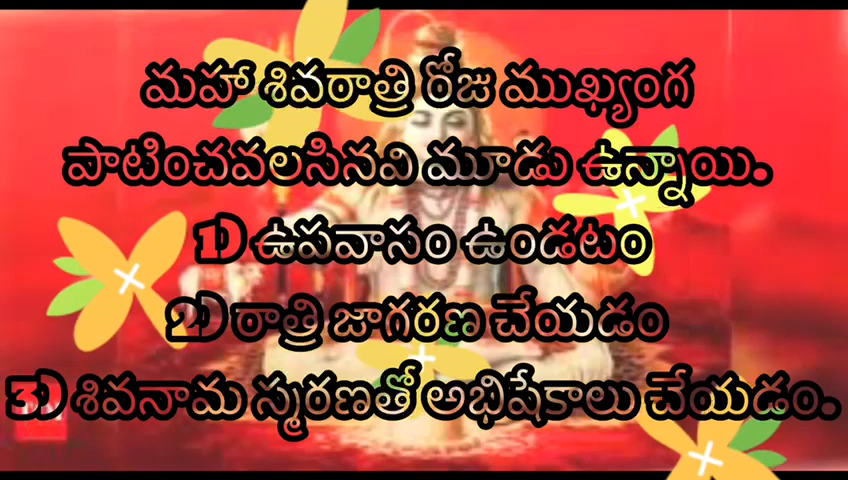 మహా శివరాత్రి రోజు ముఖ్యంగ
పాటించవలసినవి మూడు ఉన్నాయి.
1) ఉపవాసం ఉండటం
2) రాత్రి జాగరణ చేయడం
3) శివనామ స్మరణతో అభిషేకాలు చేయడం.